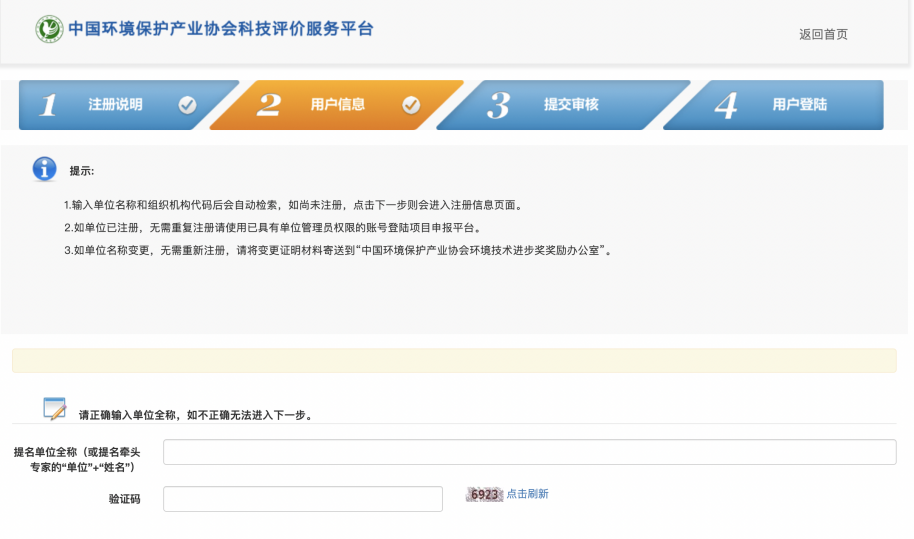 中国环境保护产业协会科技评价服务平台
返回首页
1 注册说明
2 用户信息
3 提交审核
4 用户登陆
提示:
1.输入单位名称和组织机构代码后会自动检索，如尚未注册，点击下一步则会进入注册信息页面。
2.如单位已注册，无需重复注册请使用已具有单位管理员权限的账号登陆项目申报平台。
3.如单位名称变更，无需重新注册，请将变更证明材料寄送到“中国环境保护产业协会环境技术进步奖奖励办公室”。
请正确输入单位全称，如不正确无法进入下一步。
提名单位全称（或提名牵头
专家的“单位”+“姓名”）
验证码
6923 点击刷新